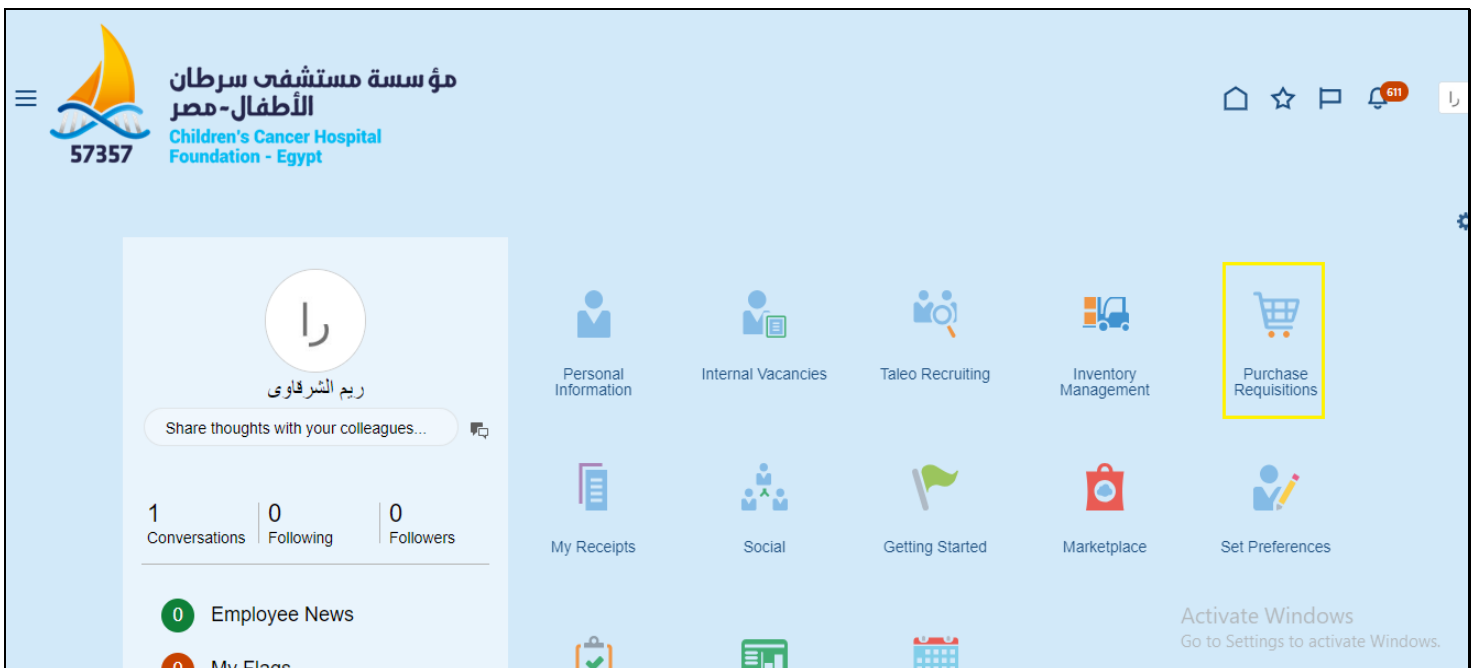 مؤسسة مستشفى سرطان
الأطفال-مصر
Children's Cancer Hospital
Foundation - Egypt
57357
611
را
را
ريم الشرقاوى
Share thoughts with your colleagues...
1
Conversations
0
Following
0
Followers
0 Employee News
0 My Flags
Personal
Information
Internal Vacancies
Taleo Recruiting
Inventory
Management
Purchase
Requisitions
My Receipts
Social
Getting Started
Marketplace
Set Preferences
Activate Windows
Go to Settings to activate Windows.